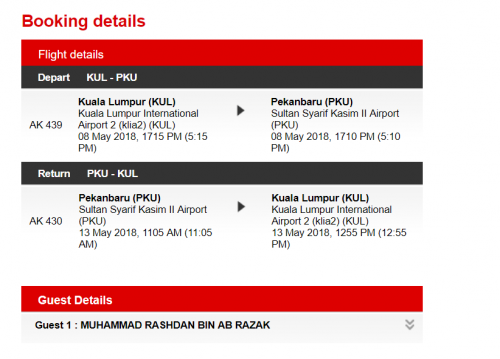 Booking details
Flight details
Depart KUL - PKU
AK 439
Kuala Lumpur (KUL)
Kuala Lumpur International
Airport 2 (klia2) (KUL)
08 May 2018, 1715 PM (5:15
PM)
Pekanbaru (PKU)
Sultan Syarif Kasim II Airport
(PKU)
08 May 2018, 1710 PM (5:10
PM)
Return PKU - KUL
AK 430
Pekanbaru (PKU)
Sultan Syarif Kasim II Airport
(PKU)
13 May 2018, 1105 AM (11:05
AM)
Kuala Lumpur (KUL)
Kuala Lumpur International
Airport 2 (klia2) (KUL)
13 May 2018, 1255 PM (12:55
PM)
Guest Details
Guest 1 : MUHAMMAD RASHDAN BIN AB RAZAK